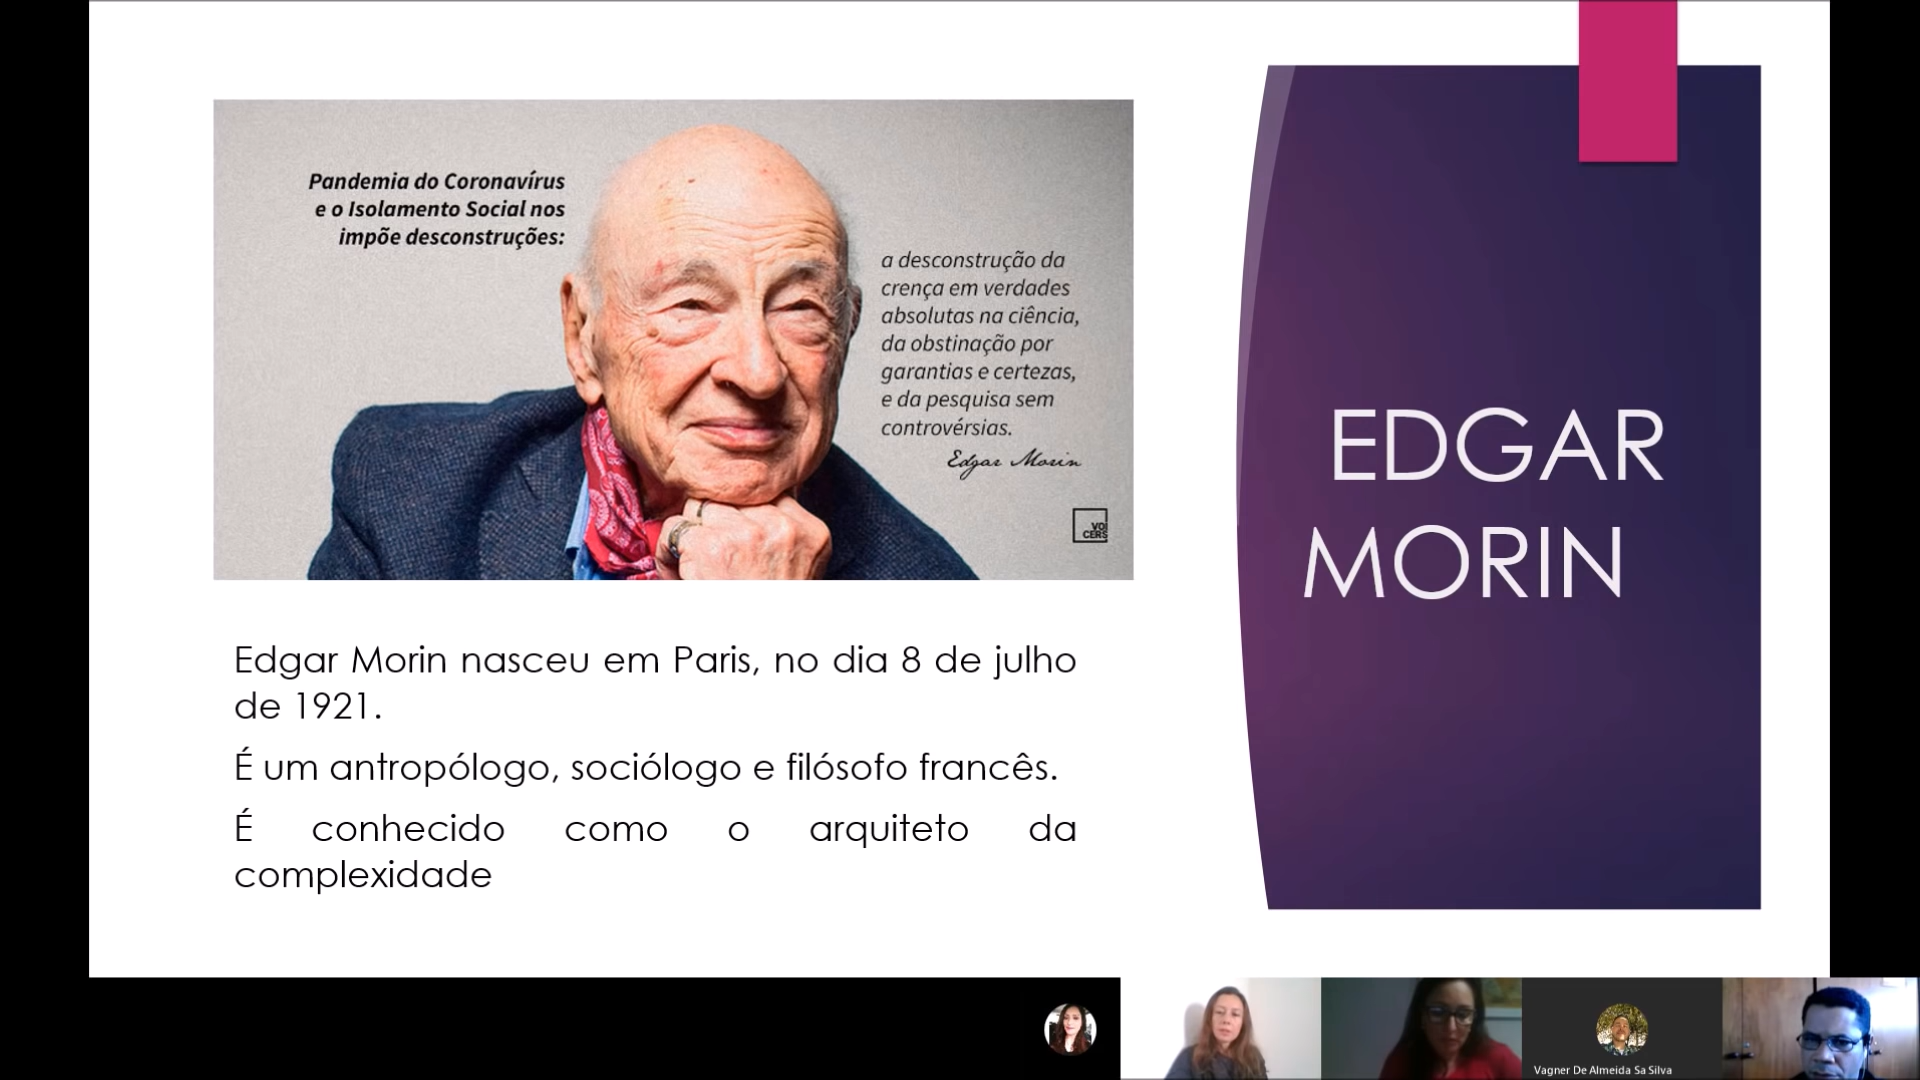 Pandemia do Coronavírus
e o Isolamento Social nos
impõe desconstruções:
a desconstrução da
crença em verdades
absolutas na ciência,
da obstinação por
garantias e certezas,
e da pesquisa sem
controvérsias.
Edgar Morin
VOI
CERS
EDGAR
MORIN
Edgar Morin nasceu em Paris, no dia 8 de julho
de 1921.
É um antropólogo, sociólogo e filósofo francês.
É conhecido como o arquiteto da
complexidade
Vagner De Almeida Sa Silva